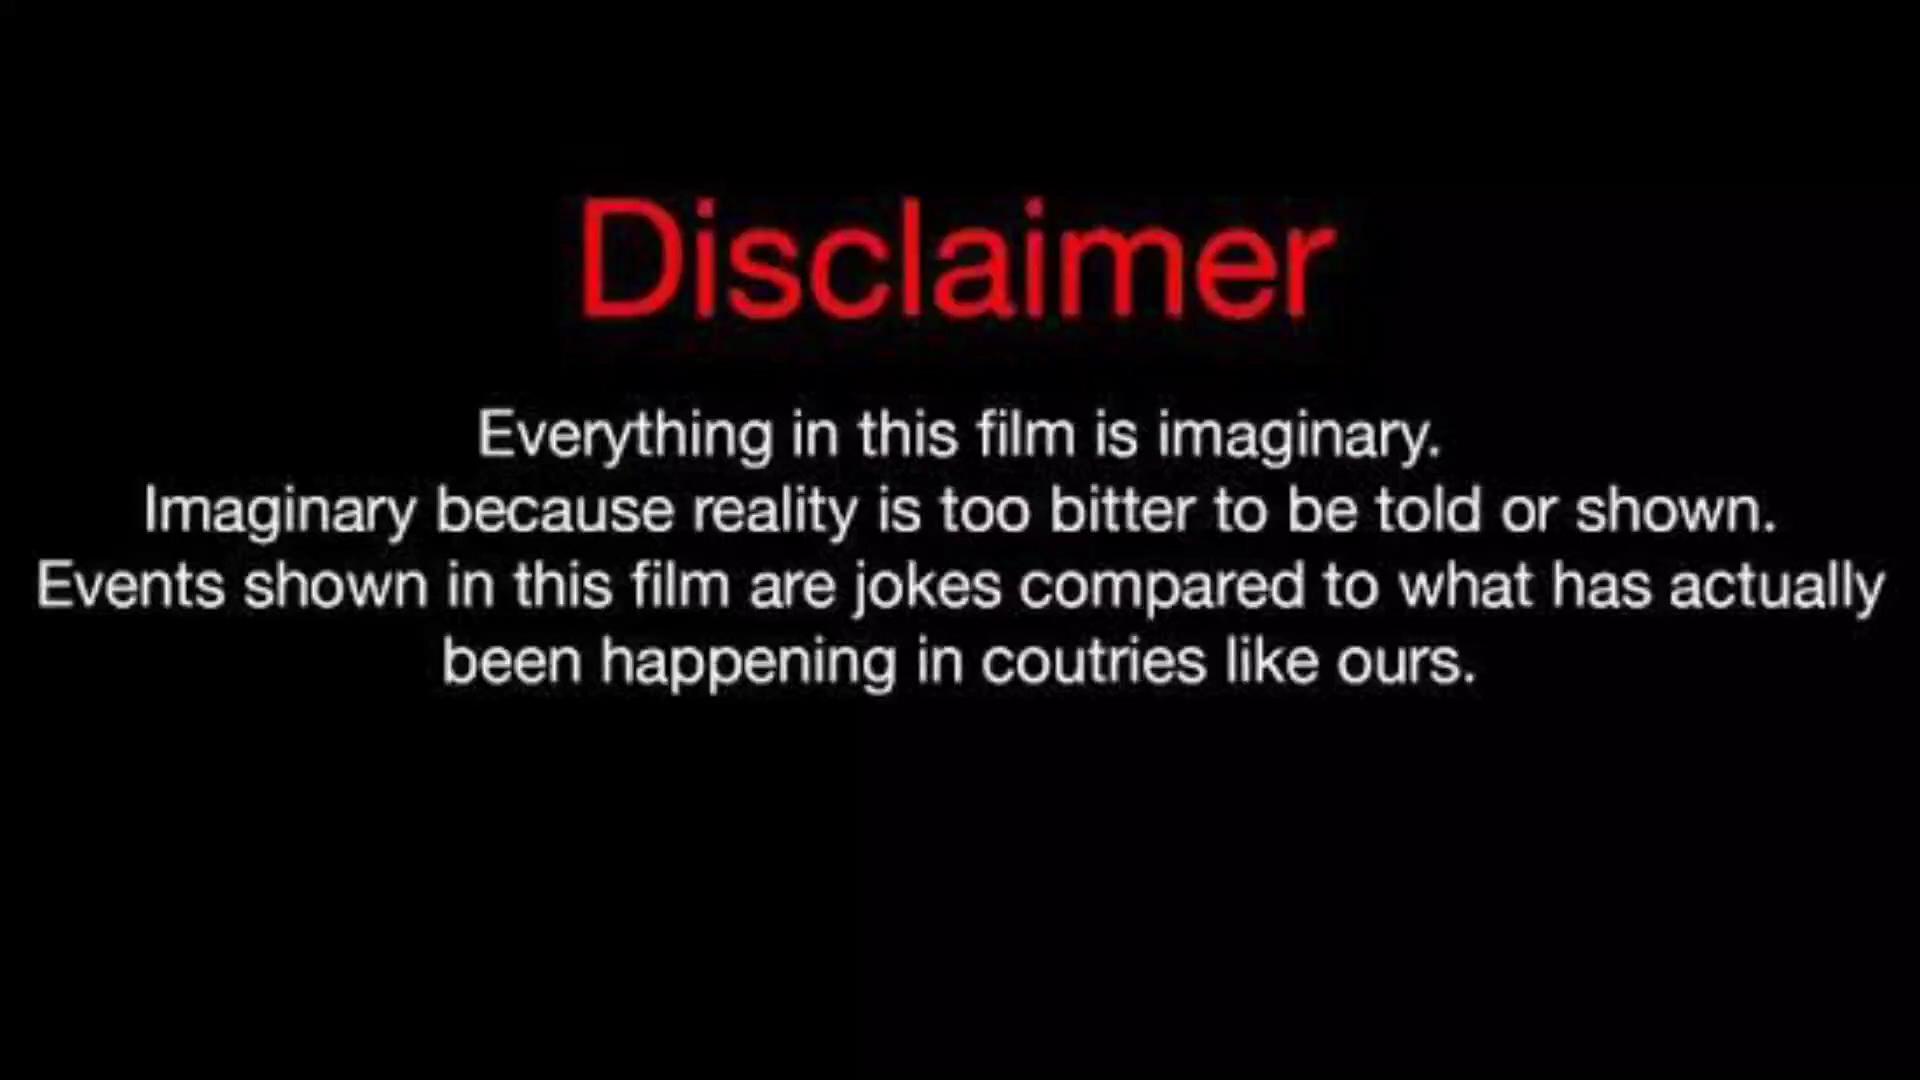 Disclaimer
Everything in this film is imaginary.
Imaginary because reality is too bitter to be told or shown.
Events shown in this film are jokes compared to what has actually
been happening in coutries like ours.